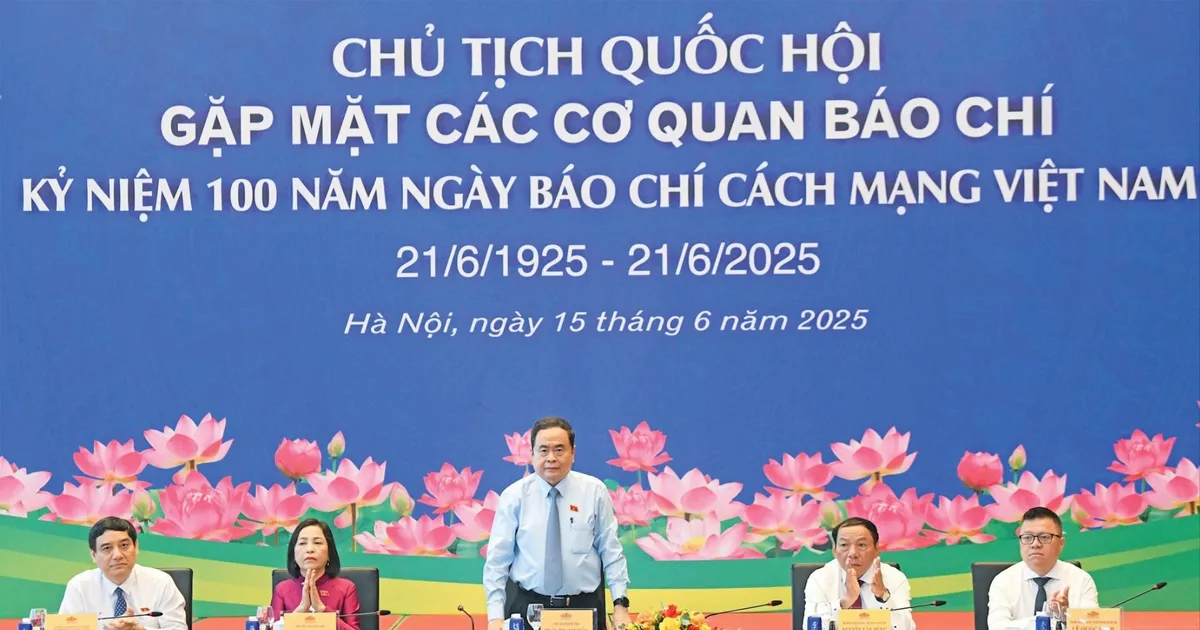 CHỦ TỊCH QUỐC HỘI
GẶP MẶT CÁC CƠ QUAN BÁO CHÍ
KỶ NIỆM 100 NĂM NGÀY BÁO CHÍ CÁCH MẠNG VIỆT NAM
21/6/1925 - 21/6/2025
Hà Nội, ngày 15 tháng 6 năm 2025